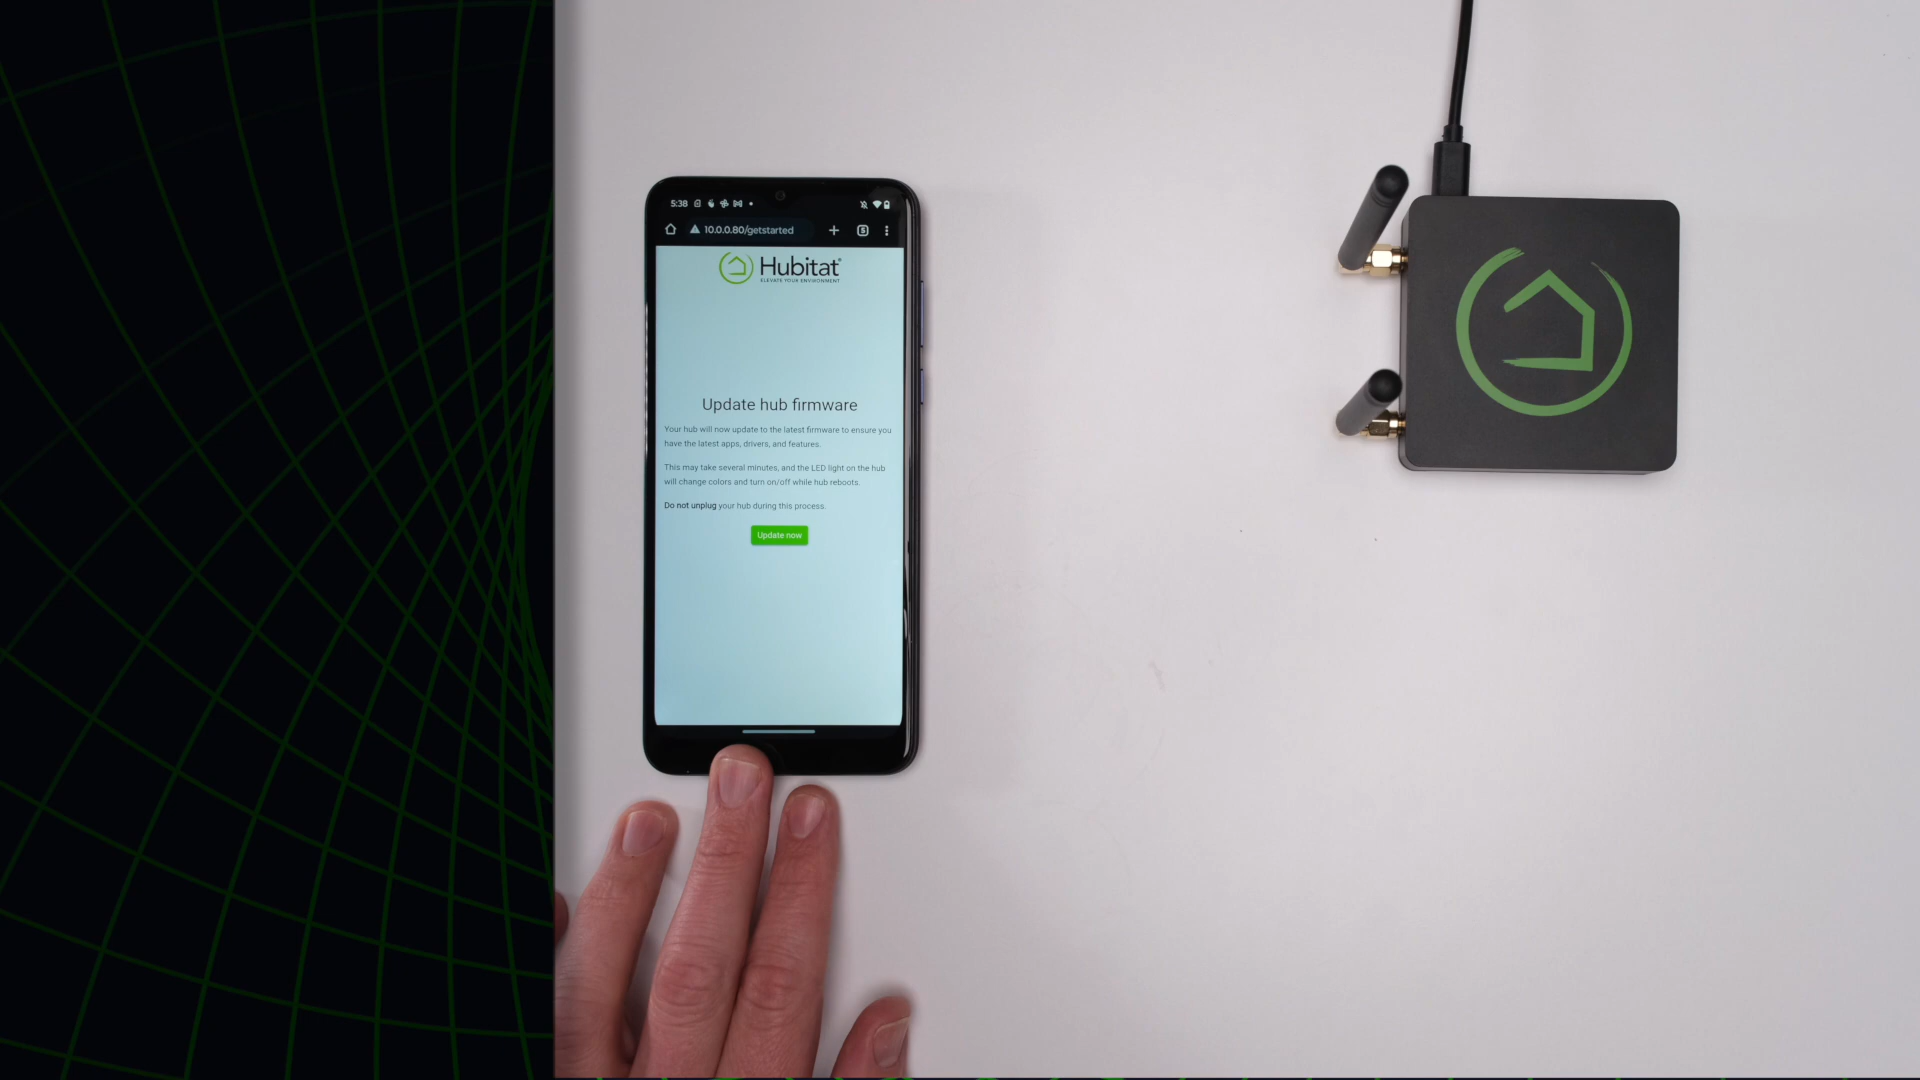 5:38
10.0.0.80/getstarted
5
Hubitat®
ELEVATE YOUR ENVIRONMENT
Update hub firmware
Your hub will now update to the latest firmware to ensure you
have the latest apps, drivers, and features.
This may take several minutes, and the LED light on the hub
will change colors and turn on/off while hub reboots.
Do not unplug your hub during this process.
Update now